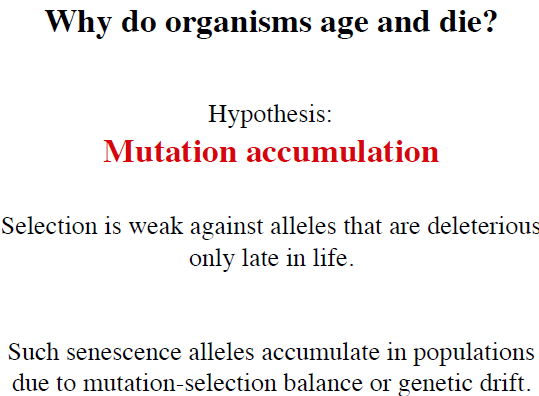 Why do organisms age and die?
Hypothesis:
Mutation accumulation
Selection is weak against alleles that are deleterious
only late in life.
Such senescence alleles accumulate in populations
due to mutation-selection balance or genetic drift.